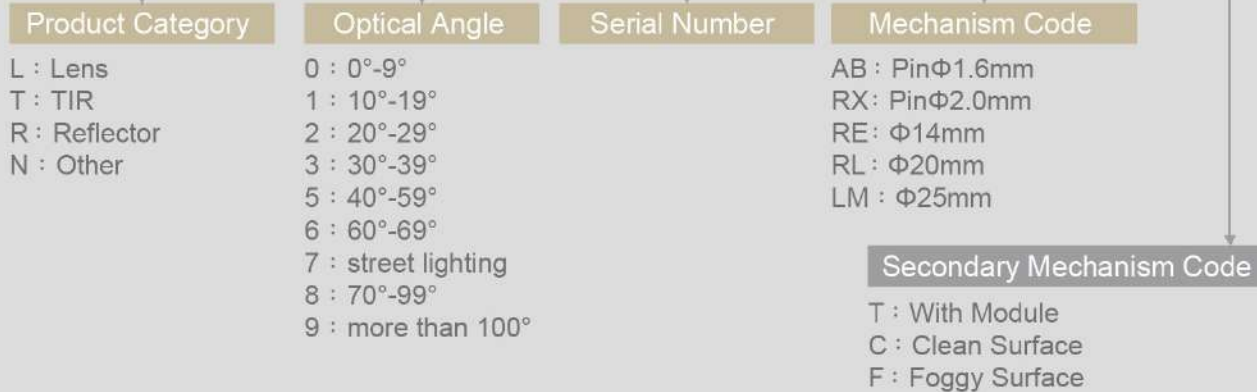 Product Category
L：Lens
T：TIR
R：Reflector
N：Other
Optical Angle
0：0°-9°
1：10°-19°
2：20°-29°
3：30°-39°
5：40°-59°
6：60°-69°
7：street lighting
8：70°-99°
9：more than 100°
Serial Number
Mechanism Code
AB：PinΦ1.6mm
RX：PinΦ2.0mm
RE：Φ14mm
RL：Φ20mm
LM：Φ25mm
Secondary Mechanism Code
T：With Module
C：Clean Surface
F：Foggy Surface